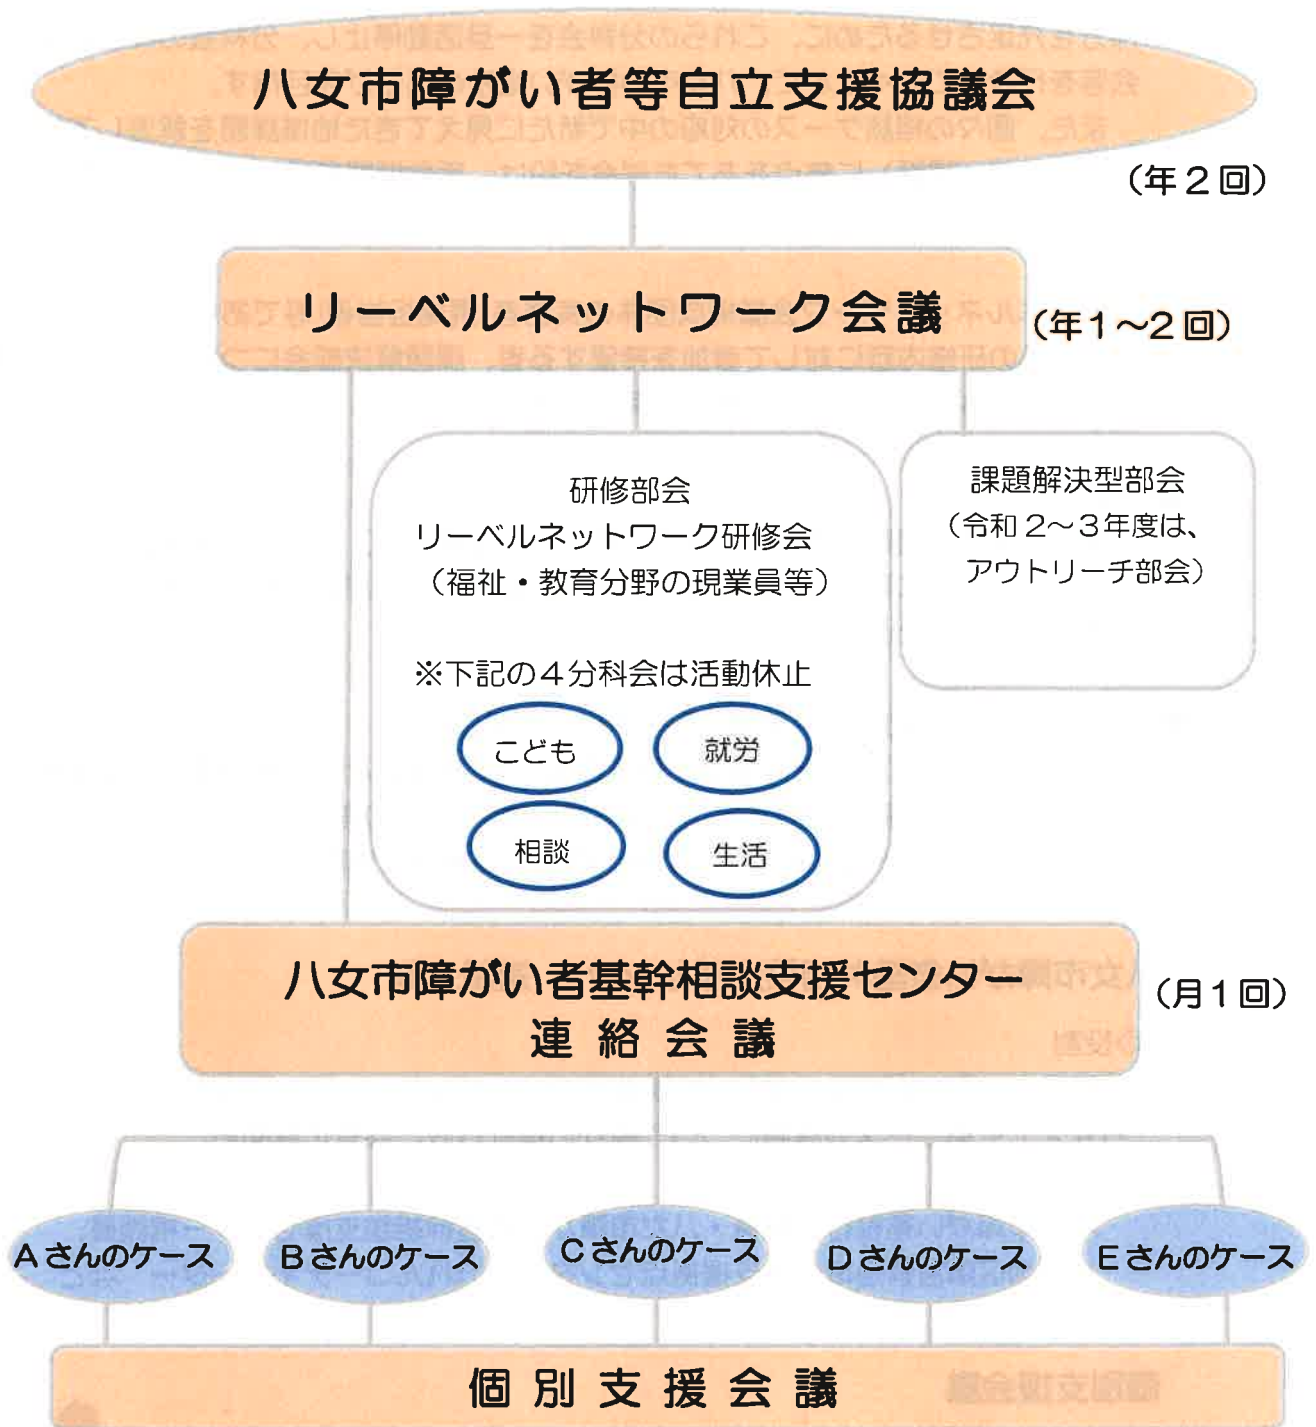 八女市障がい者等自立支援協議会
（年２回）
リーベルネットワーク会議
（年１～２回）
研修部会
リーベルネットワーク研修会
（福祉・教育分野の現業員等）
※下記の４分科会は活動休止
こども
就労
相談
生活
課題解決型部会
（令和２～３年度は、
アウトリーチ部会）
八女市障がい者基幹相談支援センター
連 絡 会 議
（月１回）
Ａさんのケース
Ｂさんのケース
Ｃさんのケース
Ｄさんのケース
Ｅさんのケース
個 別 支 援 会 議